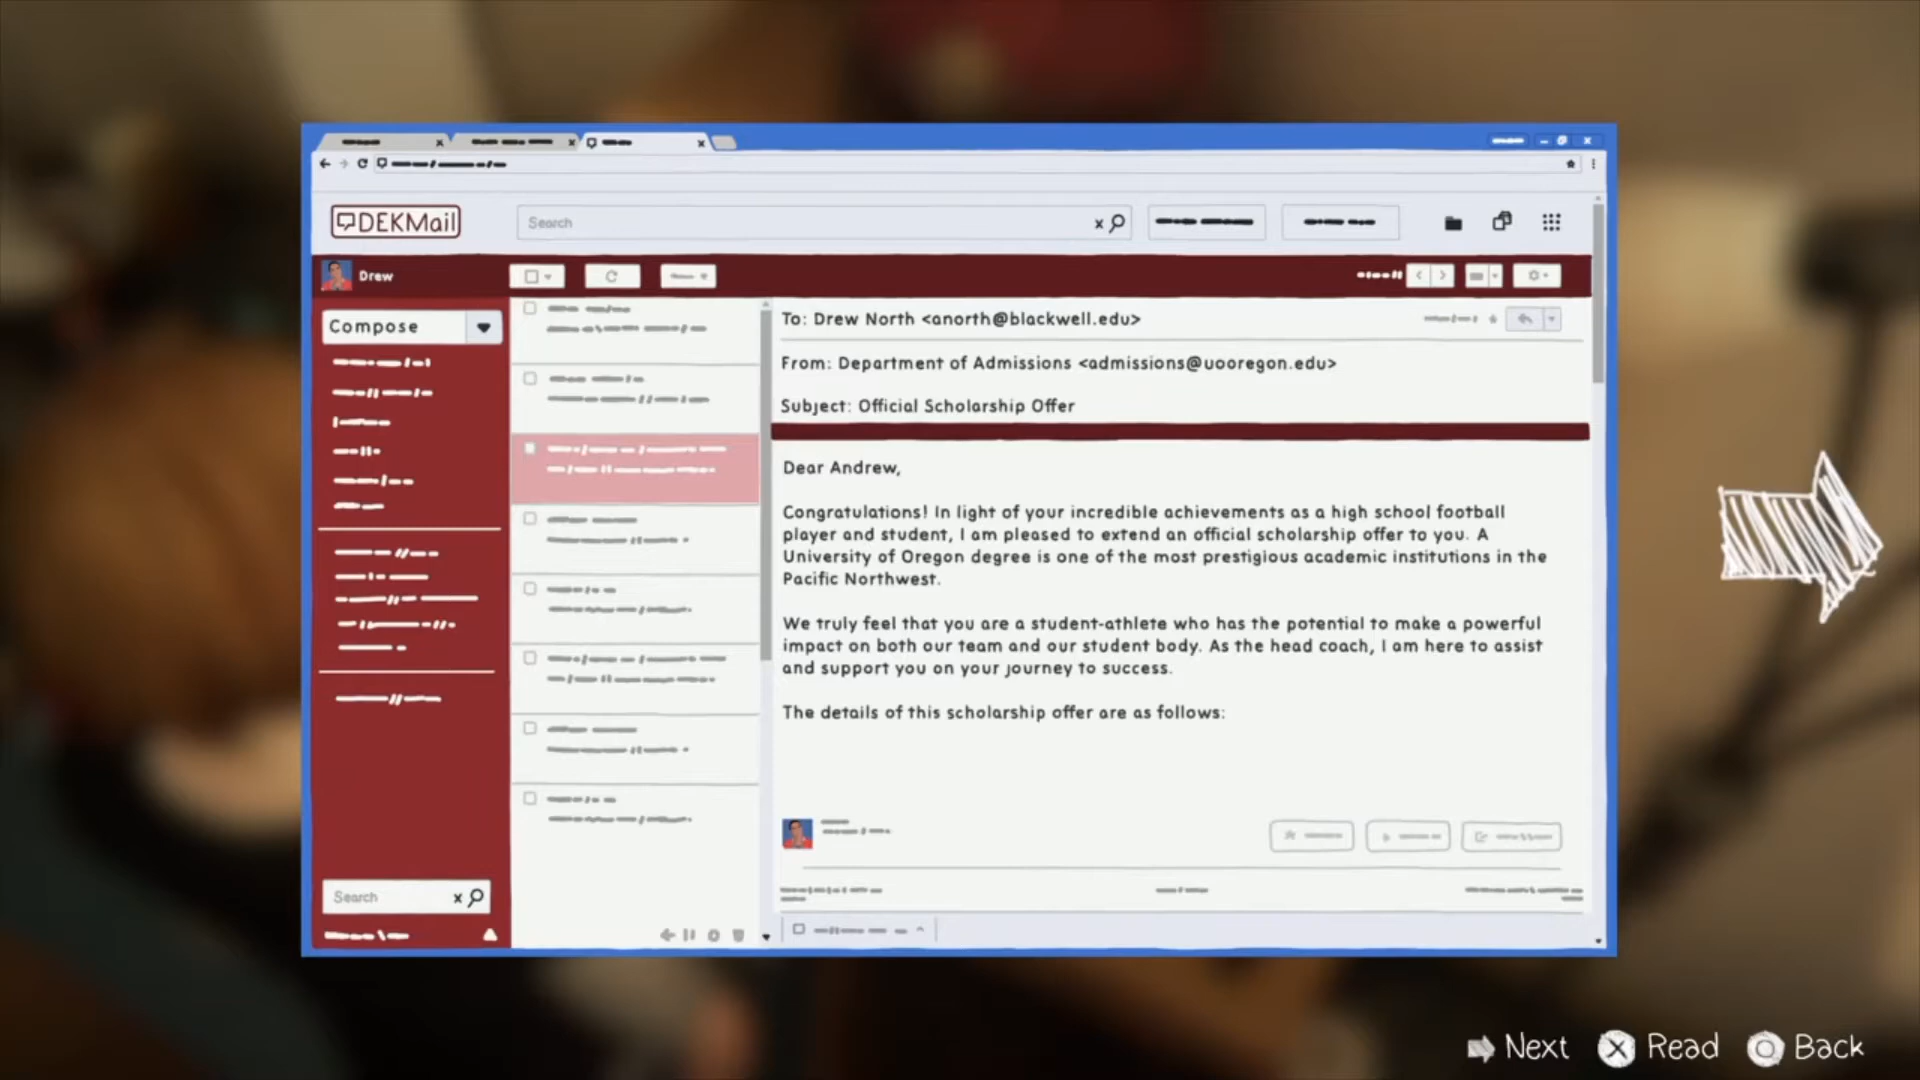 DEKMail
Search
Drew
Compose
To: Drew North <anorth@blackwell.edu>
From: Department of Admissions <admissions@uooregon.edu>
Subject: Official Scholarship Offer
Dear Andrew,
Congratulations! In light of your incredible achievements as a high school football
player and student, I am pleased to extend an official scholarship offer to you. A
University of Oregon degree is one of the most prestigious academic institutions in the
Pacific Northwest.
We truly feel that you are a student-athlete who has the potential to make a powerful
impact on both our team and our student body. As the head coach, I am here to assist
and support you on your journey to success.
The details of this scholarship offer are as follows:
Search
Next Read Back